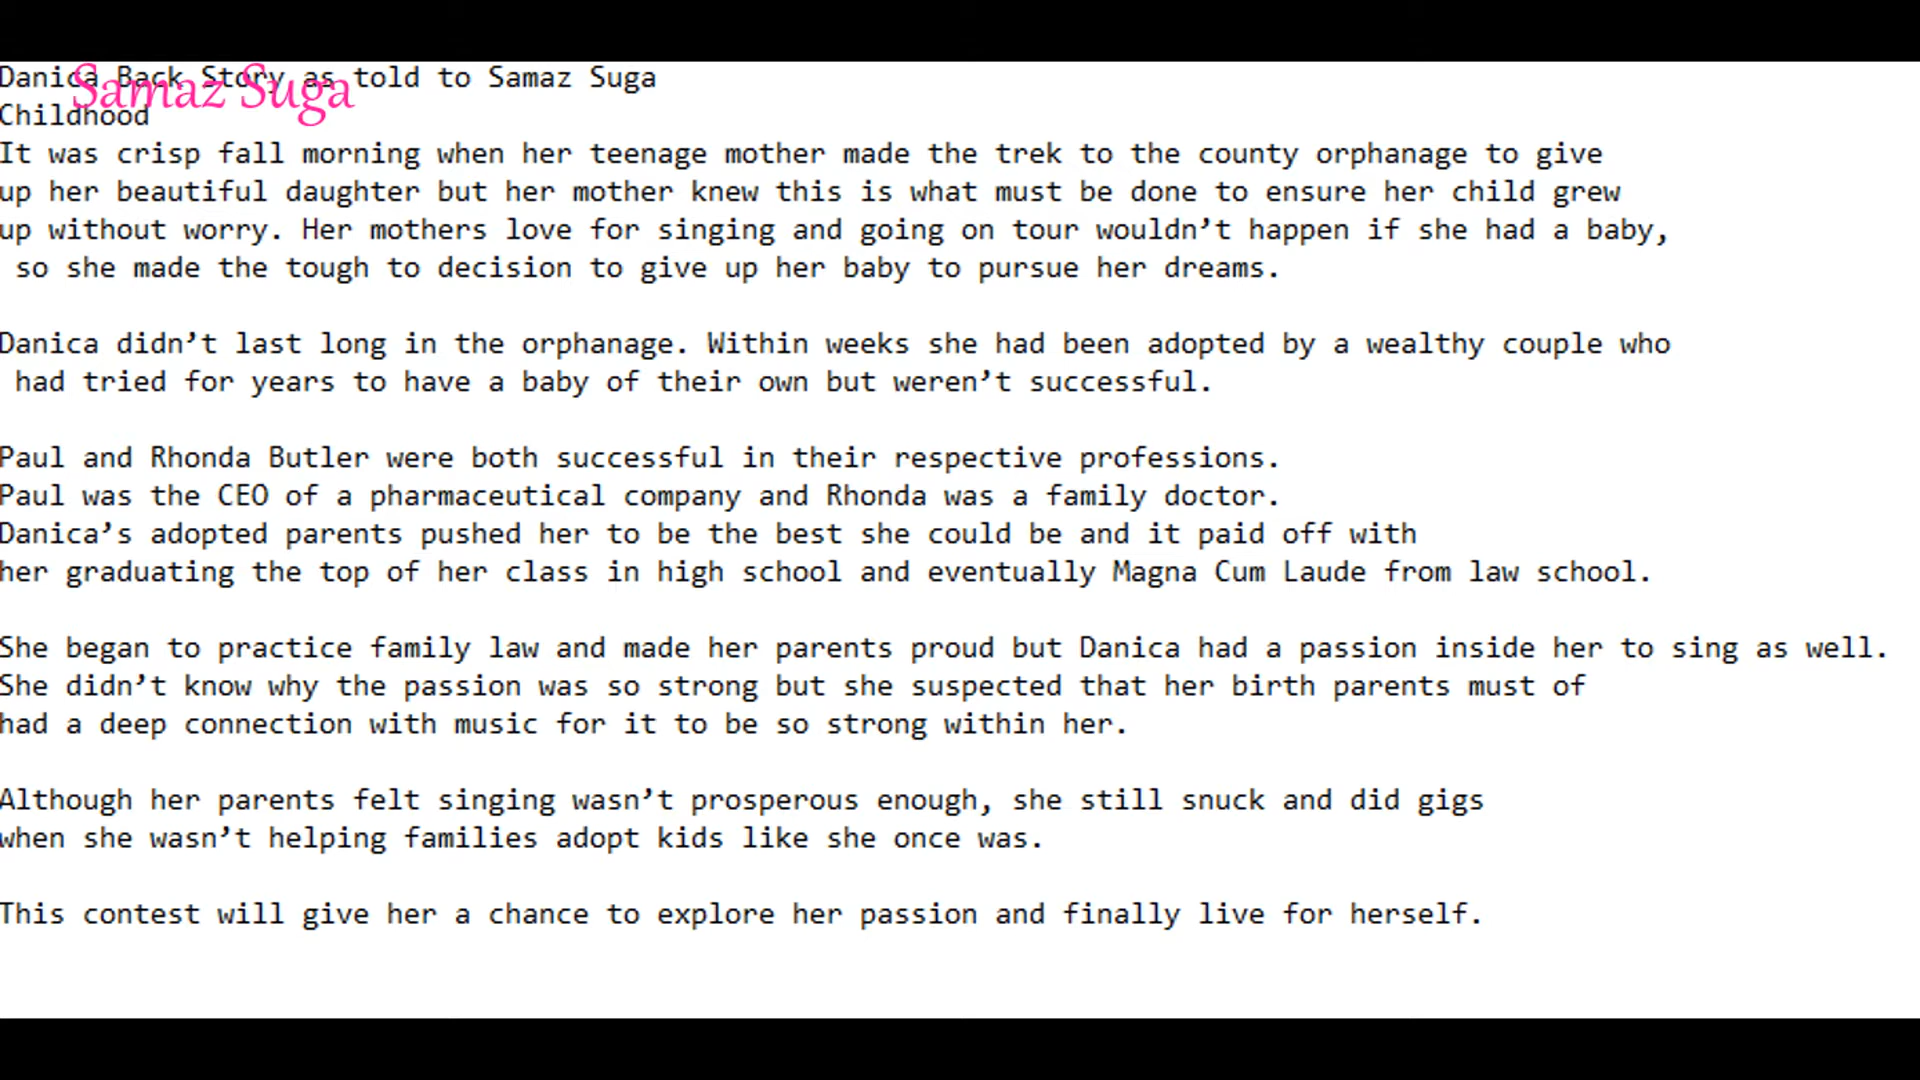 Danica Back Story as told to Samaz Suga
Samaz Suga
Childhood
It was crisp fall morning when her teenage mother made the trek to the county orphanage to give
up her beautiful daughter but her mother knew this is what must be done to ensure her child grew
up without worry. Her mothers love for singing and going on tour wouldn’t happen if she had a baby,
so she made the tough to decision to give up her baby to pursue her dreams.
Danica didn’t last long in the orphanage. Within weeks she had been adopted by a wealthy couple who
had tried for years to have a baby of their own but weren’t successful.
Paul and Rhonda Butler were both successful in their respective professions.
Paul was the CEO of a pharmaceutical company and Rhonda was a family doctor.
Danica’s adopted parents pushed her to be the best she could be and it paid off with
her graduating the top of her class in high school and eventually Magna Cum Laude from law school.
She began to practice family law and made her parents proud but Danica had a passion inside her to sing as well.
She didn’t know why the passion was so strong but she suspected that her birth parents must of
had a deep connection with music for it to be so strong within her.
Although her parents felt singing wasn’t prosperous enough, she still snuck and did gigs
when she wasn’t helping families adopt kids like she once was.
This contest will give her a chance to explore her passion and finally live for herself.